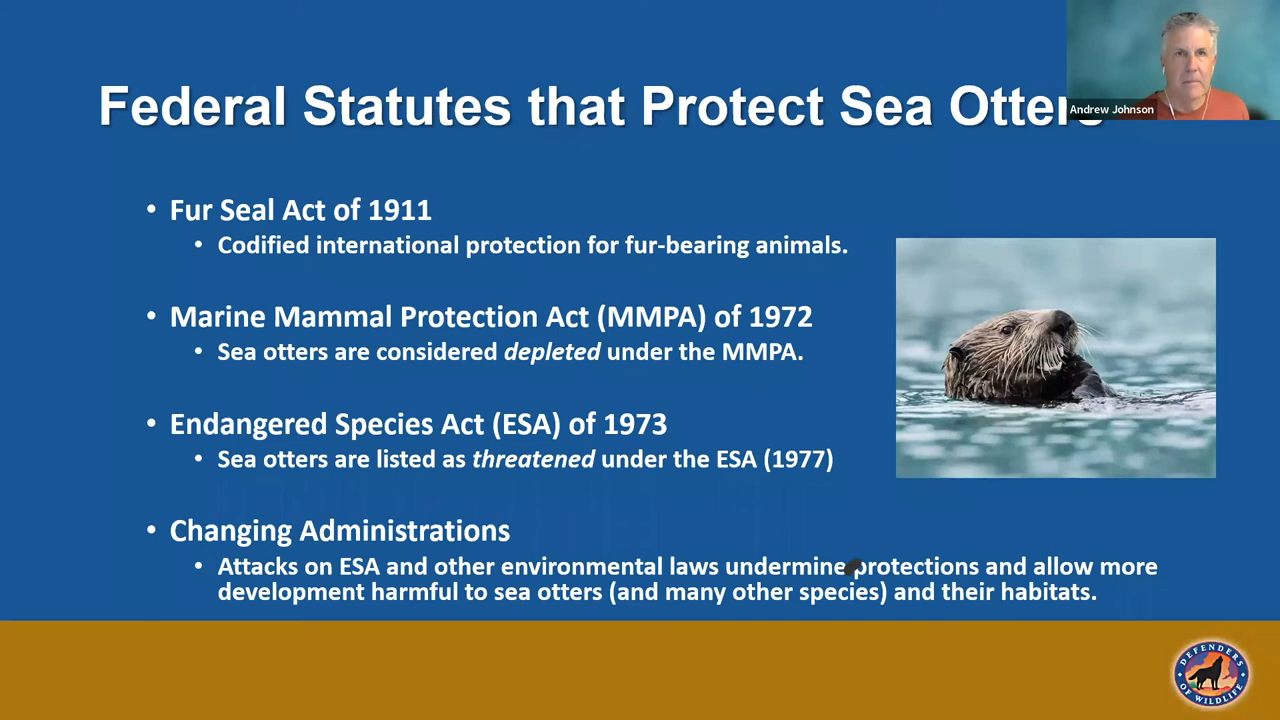 Federal Statutes that Protect Sea Otters
Andrew Johnson
• Fur Seal Act of 1911
• Codified international protection for fur-bearing animals.
• Marine Mammal Protection Act (MMPA) of 1972
• Sea otters are considered depleted under the MMPA.
• Endangered Species Act (ESA) of 1973
• Sea otters are listed as threatened under the ESA (1977)
• Changing Administrations
• Attacks on ESA and other environmental laws undermine protections and allow more
development harmful to sea otters (and many other species) and their habitats.
DEFENDERS
OF WILDLIFE